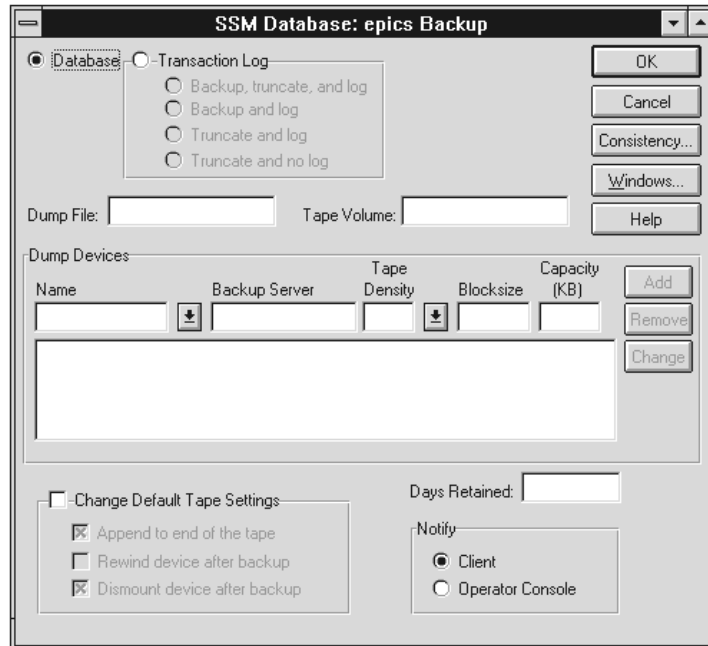 SSM Database: epics Backup
Database Transaction Log
Backup, truncate, and log
Backup and log
Truncate and log
Truncate and no log
OK
Cancel
Consistency...
Windows...
Help
Dump File: Tape Volume:
Dump Devices
Name Backup Server Tape Density Blocksize Capacity (KB)
Add
Remove
Change
Change Default Tape Settings
Append to end of the tape
Rewind device after backup
Dismount device after backup
Days Retained:
Notify
Client
Operator Console